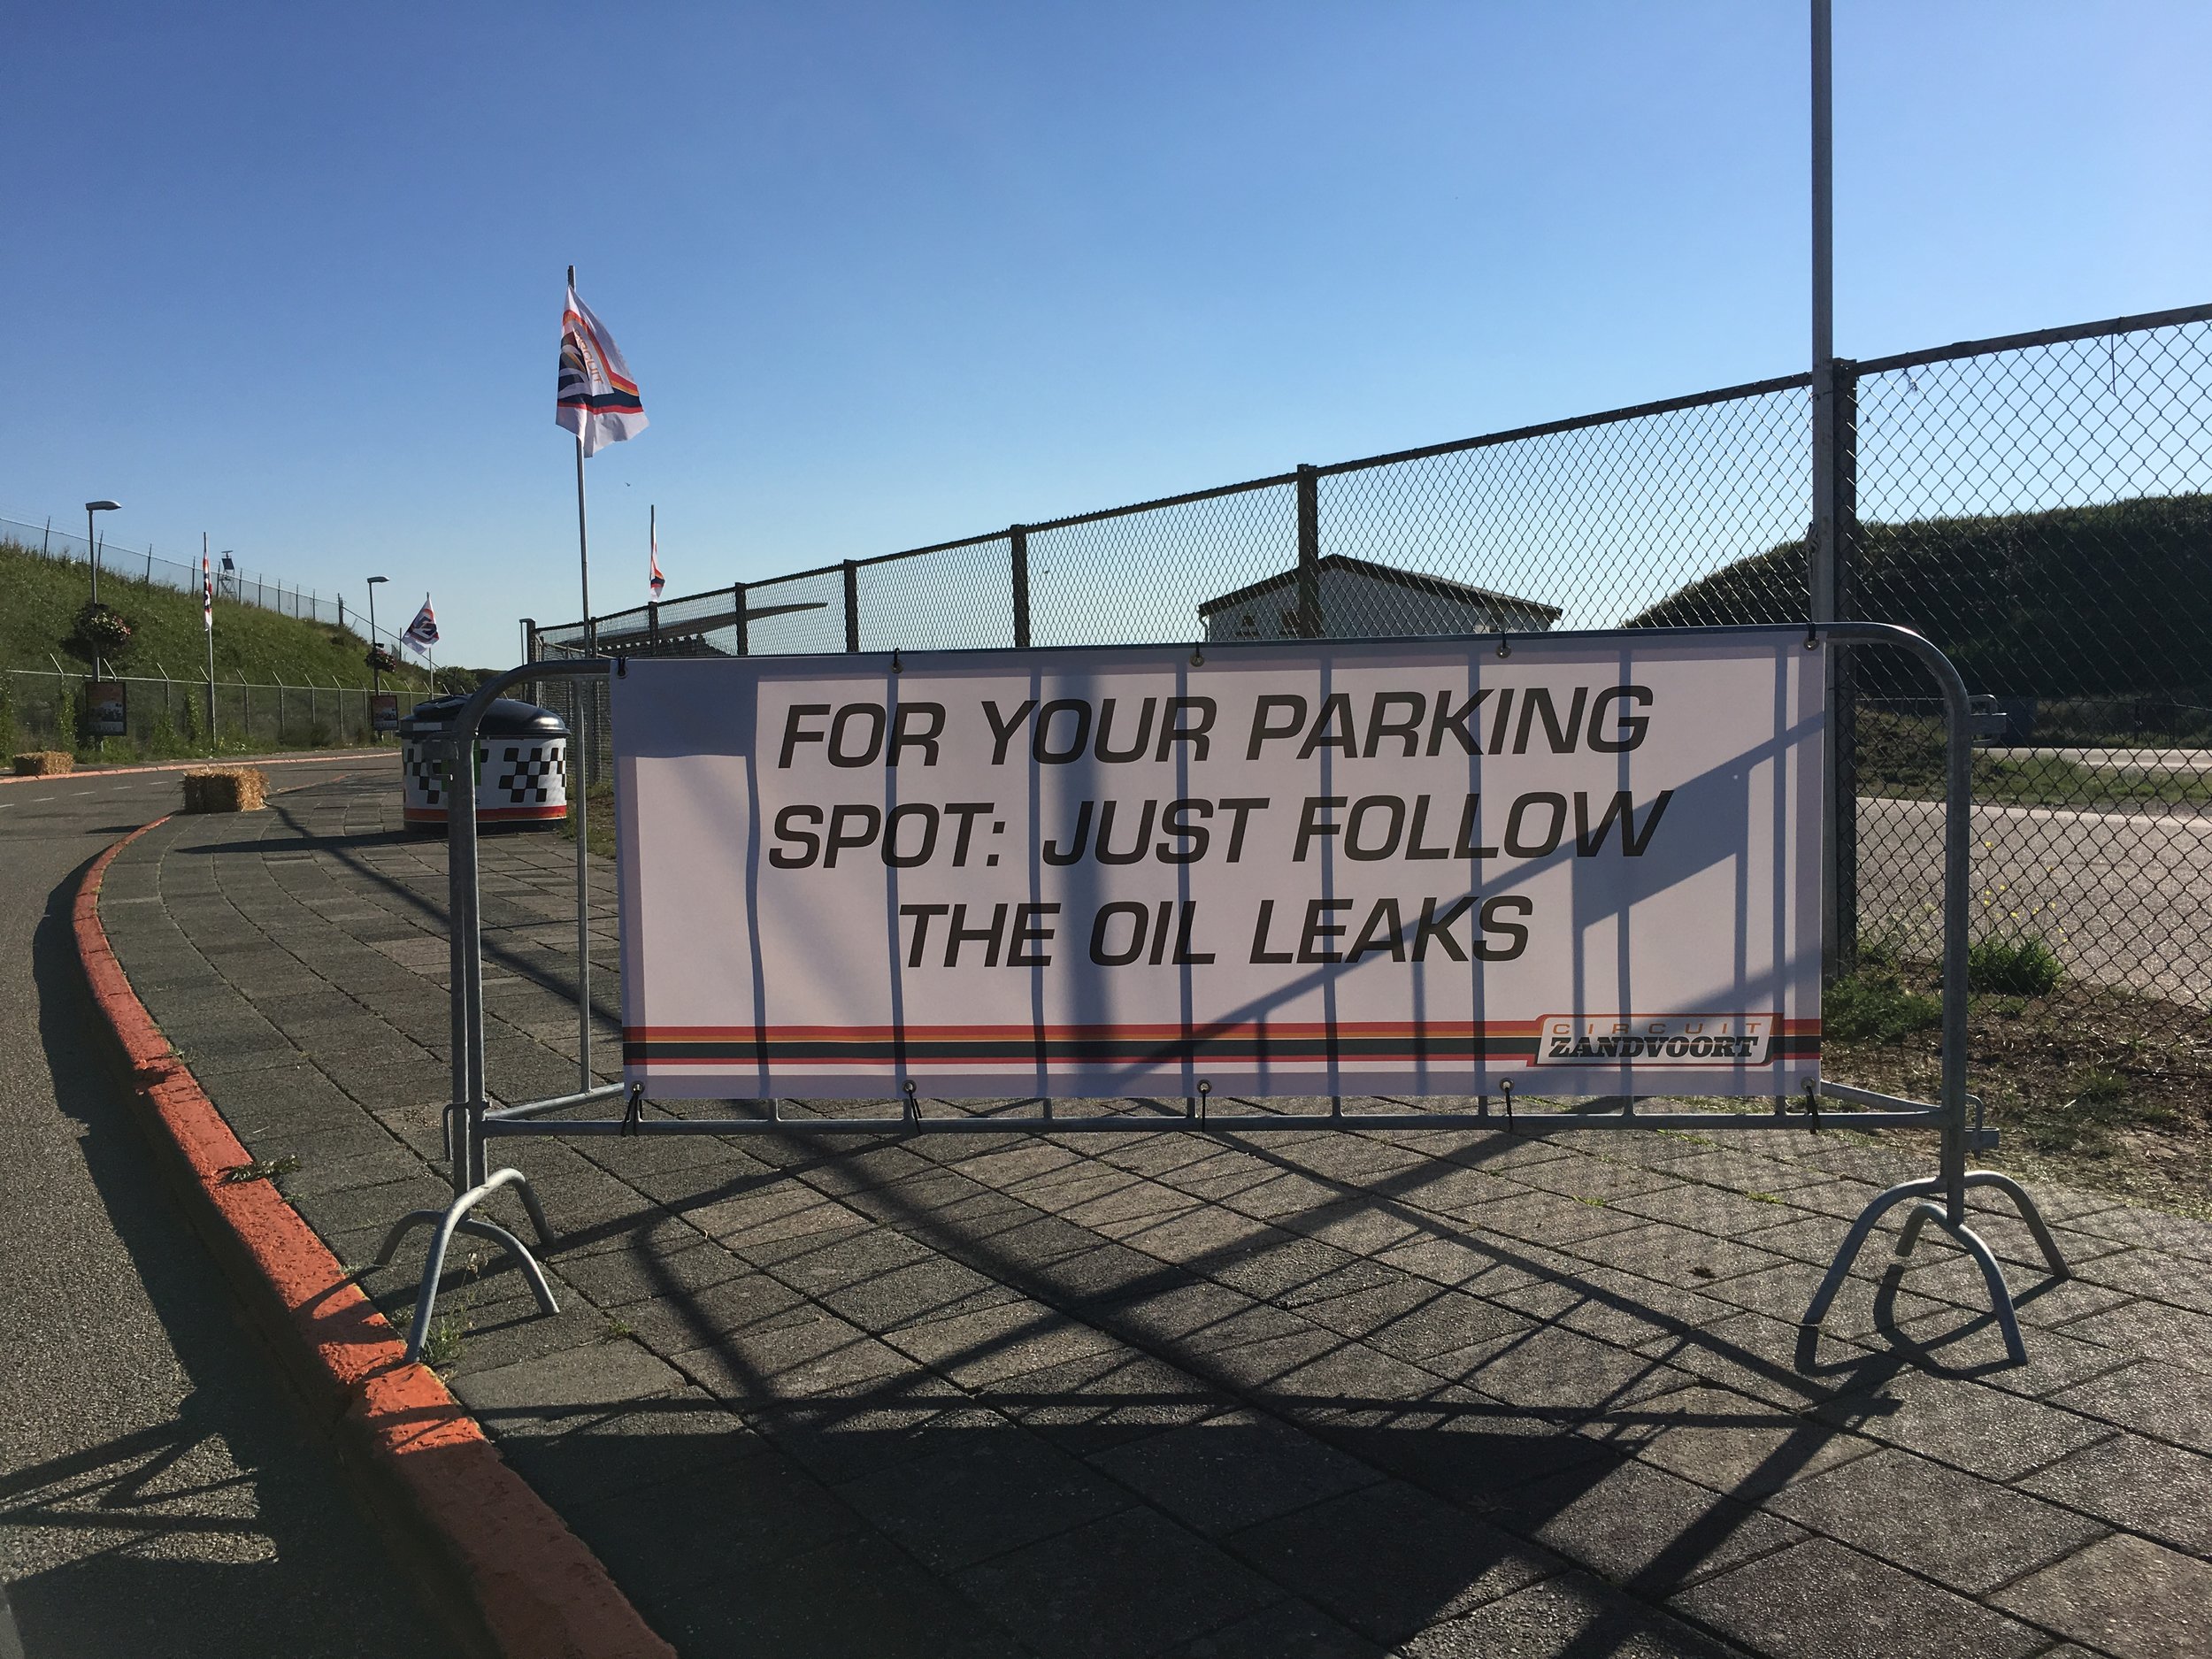 FOR YOUR PARKING
SPOT: JUST FOLLOW
THE OIL LEAKS
CIRCUIT
ZANDVOORT